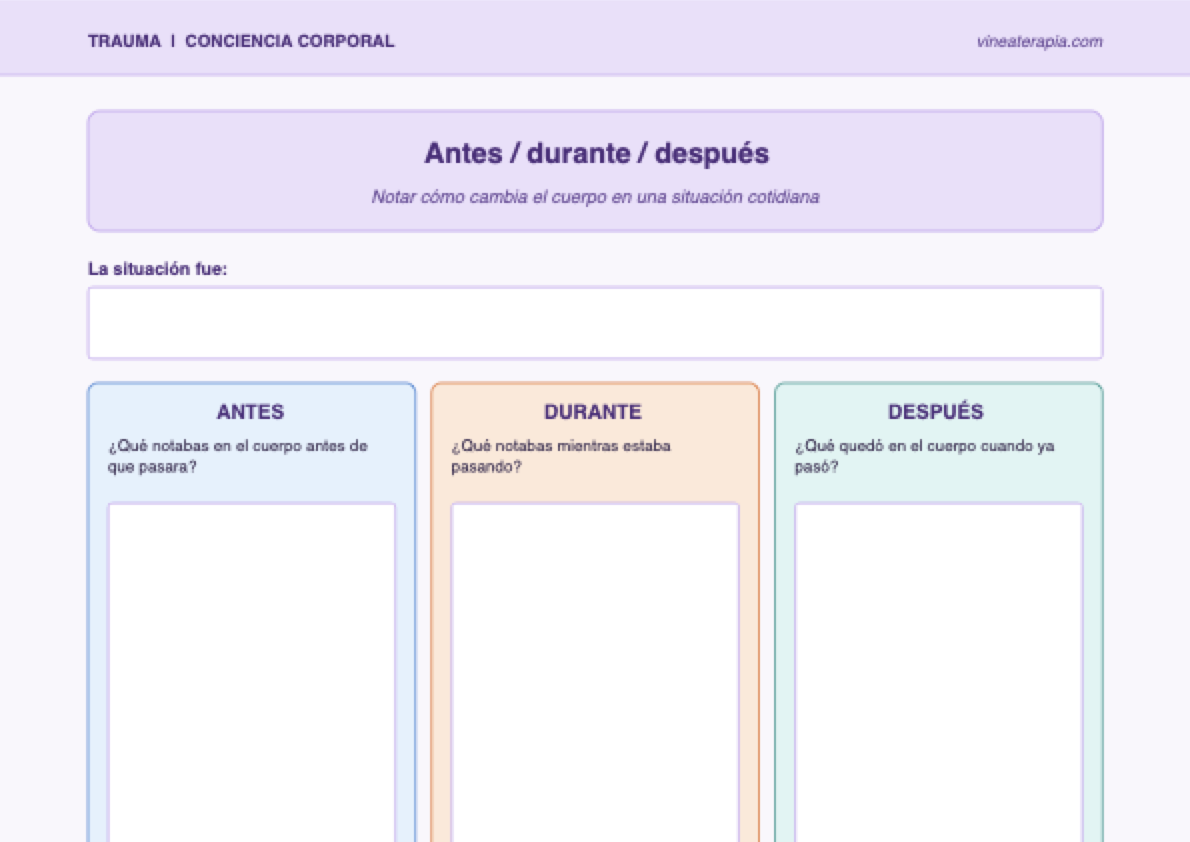 TRAUMA | CONCIENCIA CORPORAL
vineaterapia.com
Antes / durante / después
Notar cómo cambia el cuerpo en una situación cotidiana
La situación fue:
ANTES
¿Qué notabas en el cuerpo antes de
que pasara?
DURANTE
¿Qué notabas mientras estaba
pasando?
DESPUÉS
¿Qué quedó en el cuerpo cuando ya
pasó?